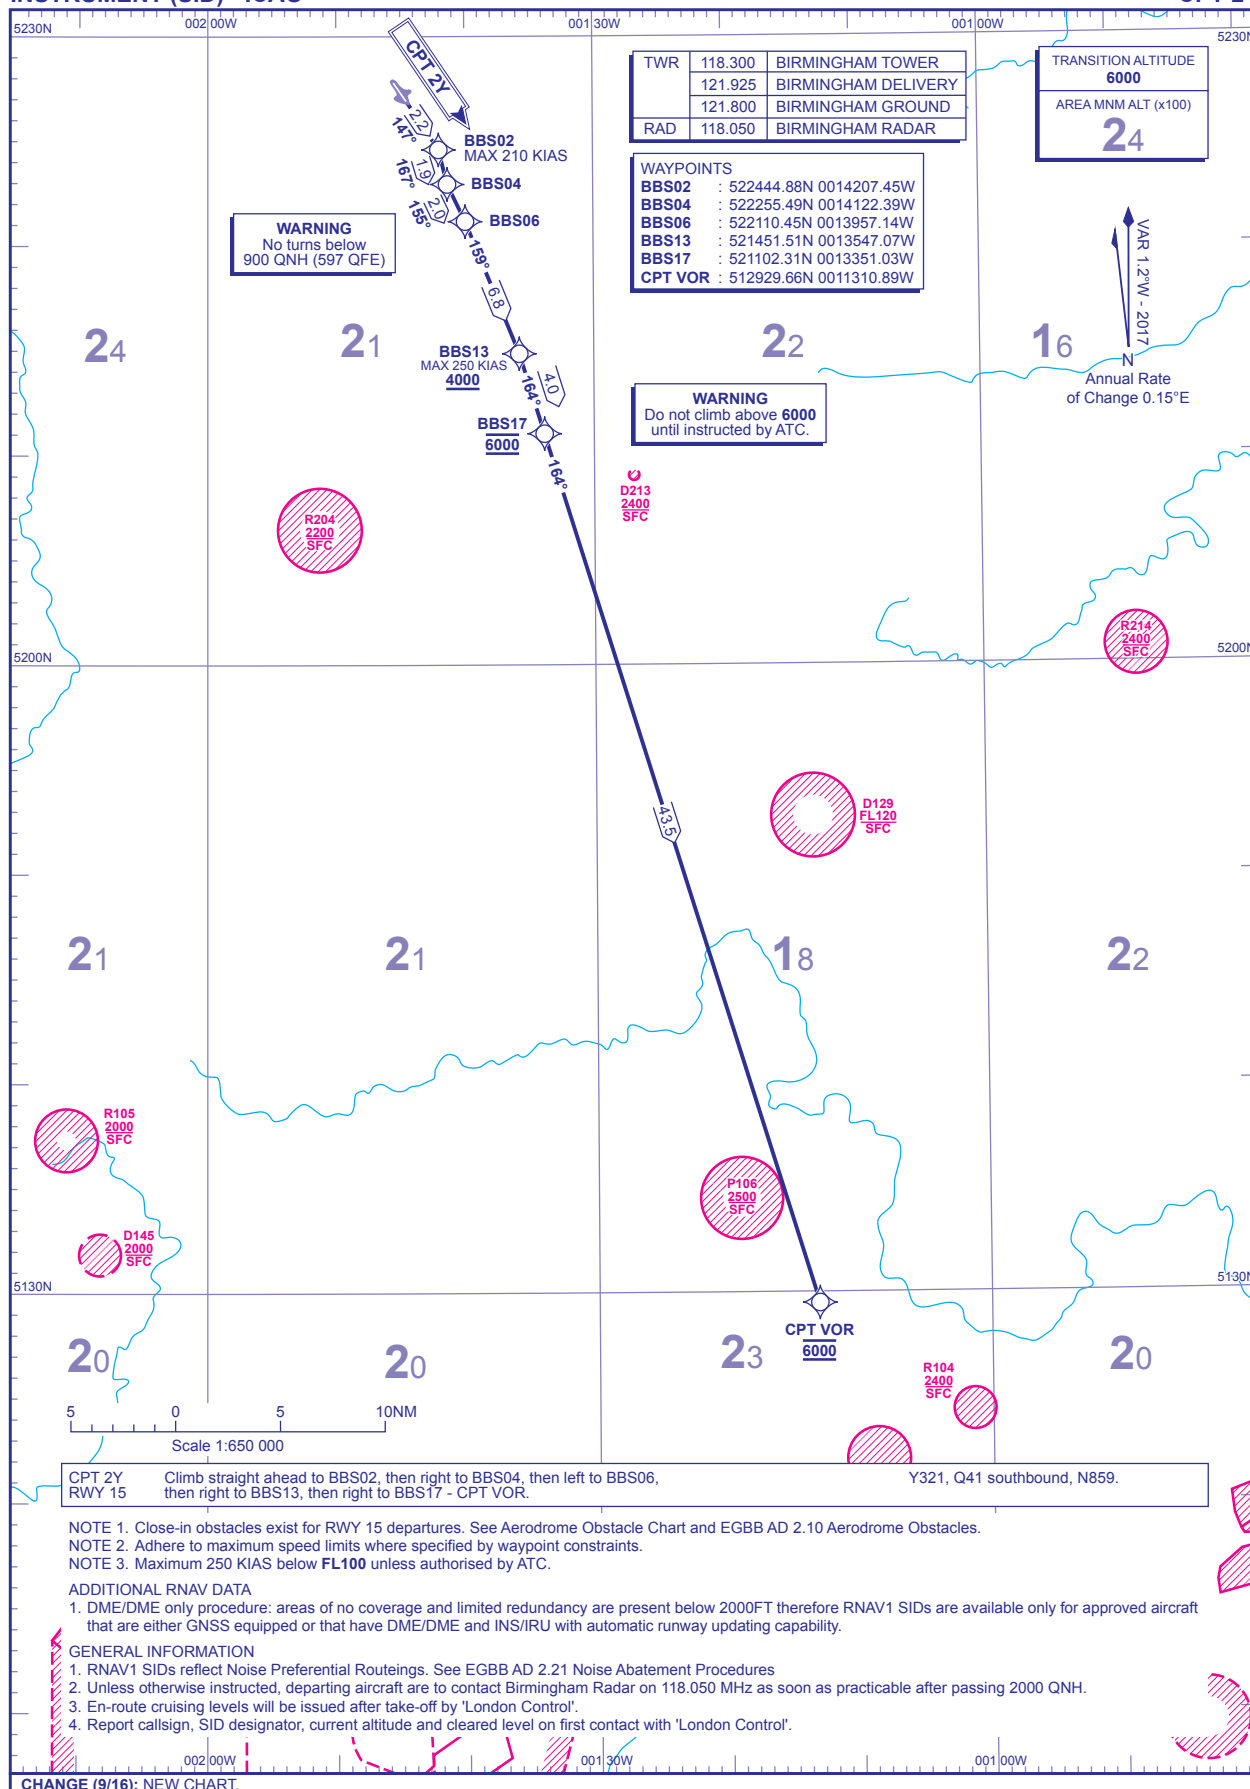 5230N
002 00W
001 30W
001 00W
5230N
CPT 2Y
TWR 118.300 BIRMINGHAM TOWER
121.925 BIRMINGHAM DELIVERY
121.800 BIRMINGHAM GROUND
RAD 118.050 BIRMINGHAM RADAR
TRANSITION ALTITUDE
6000
AREA MNM ALT (x100)
24
2.2
147°
BBS02
MAX 210 KIAS
1.9
167°
BBS04
2.0
155°
BBS06
WAYPOINTS
BBS02 : 522444.88N 0014207.45W
BBS04 : 522255.49N 0014122.39W
BBS06 : 522110.45N 0013957.14W
BBS13 : 521451.51N 0013547.07W
BBS17 : 521102.31N 0013351.03W
CPT VOR : 512929.66N 0011310.89W
WARNING
No turns below
900 QNH (597 QFE)
159°
6.8
VAR 1.2°W - 2017
N
Annual Rate
of Change 0.15°E
24
21
22
16
BBS13
MAX 250 KIAS
4000
164°
4.0
WARNING
Do not climb above 6000
until instructed by ATC.
BBS17
6000
164°
D213
2400
SFC
R204
2200
SFC
R214
2400
SFC
5200N
5200N
43.5
D129
FL120
SFC
21
21
18
22
R105
2000
SFC
P106
2500
SFC
D145
2000
SFC
5130N
5130N
CPT VOR
6000
20
20
23
20
R104
2400
SFC
5 0 5 10NM
Scale 1:650 000
CPT 2Y Climb straight ahead to BBS02, then right to BBS04, then left to BBS06, Y321, Q41 southbound, N859.
RWY 15 then right to BBS13, then right to BBS17 - CPT VOR.
NOTE 1. Close-in obstacles exist for RWY 15 departures. See Aerodrome Obstacle Chart and EGBB AD 2.10 Aerodrome Obstacles.
NOTE 2. Adhere to maximum speed limits where specified by waypoint constraints.
NOTE 3. Maximum 250 KIAS below FL100 unless authorised by ATC.
ADDITIONAL RNAV DATA
1. DME/DME only procedure: areas of no coverage and limited redundancy are present below 2000FT therefore RNAV1 SIDs are available only for approved aircraft
that are either GNSS equipped or that have DME/DME and INS/IRU with automatic runway updating capability.
GENERAL INFORMATION
1. RNAV1 SIDs reflect Noise Preferential Routeings. See EGBB AD 2.21 Noise Abatement Procedures
2. Unless otherwise instructed, departing aircraft are to contact Birmingham Radar on 118.050 MHz as soon as practicable after passing 2000 QNH.
3. En-route cruising levels will be issued after take-off by 'London Control'.
4. Report callsign, SID designator, current altitude and cleared level on first contact with 'London Control'.
002 00W
001 30W
001 00W
CHANGE (9/16): NEW CHART.